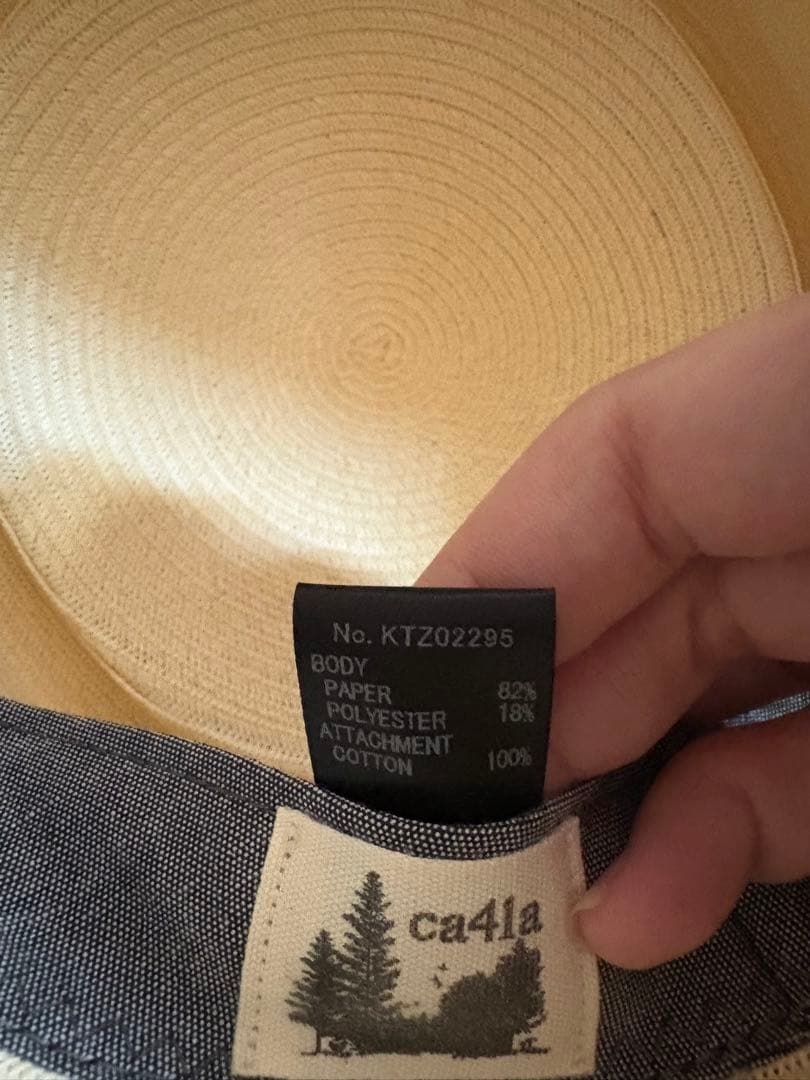 No. KTZ02295
BODY
PAPER 82%
POLYESTER 18%
ATTACHMENT
COTTON 100%
ca4la